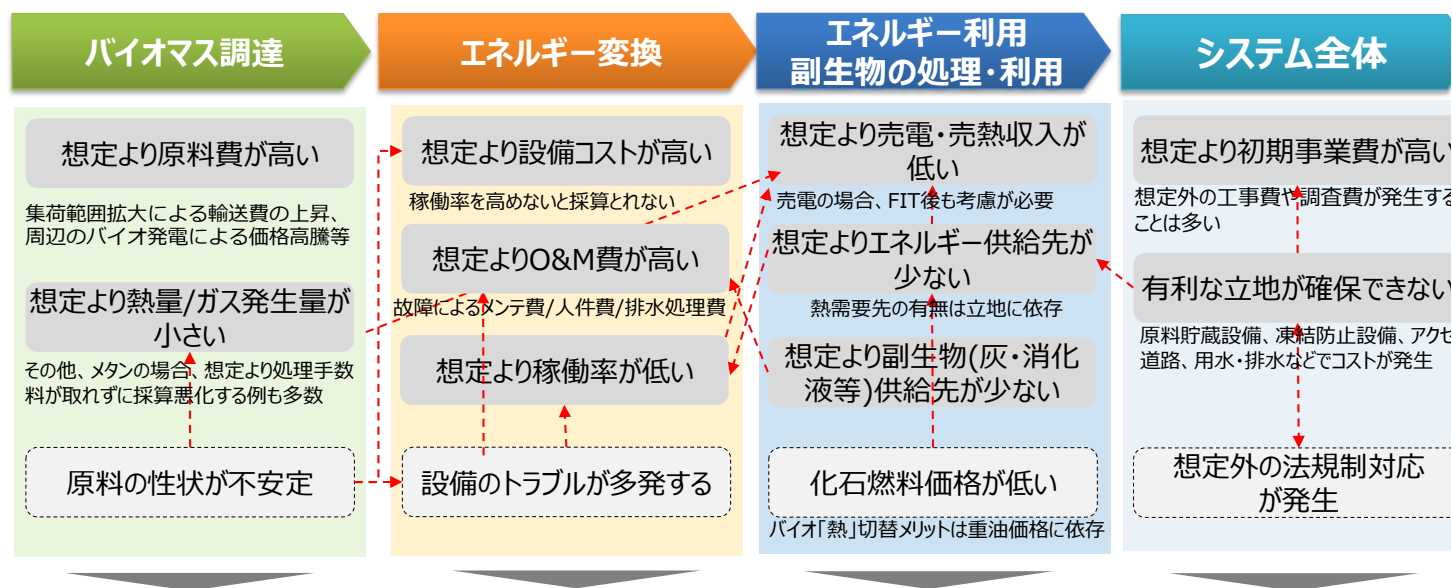 バイオマス調達
エネルギー変換
エネルギー利用
副生物の処理・利用
システム全体
想定より原料費が高い
集荷範囲拡大による輸送費の上昇、
周辺のバイオ発電による価格高騰等
想定より熱量/ガス発生量が
小さい
その他、メタンの場合、想定より処理手数
料が取れずに採算悪化する例も多数
原料の性状が不安定
想定より設備コストが高い
稼働率を高めないと採算とれない
想定よりO&M費が高い
故障によるメンテ費/人件費/排水処理費
想定より稼働率が低い
設備のトラブルが多発する
想定より売電・売熱収入が
低い
売電の場合、FIT後も考慮が必要
想定よりエネルギー供給先が
少ない
熱需要先の有無は立地に依存
想定より副生物(灰・消化
液等)供給先が少ない
化石燃料価格が低い
バイオ「熱」切替メリットは重油価格に依存
想定より初期事業費が高い
想定外の工事費や調査費が発生する
ことは多い
有利な立地が確保できない
原料貯蔵設備、凍結防止設備、アクセ
道路、用水・排水などでコストが発生
想定外の法規制対応
が発生